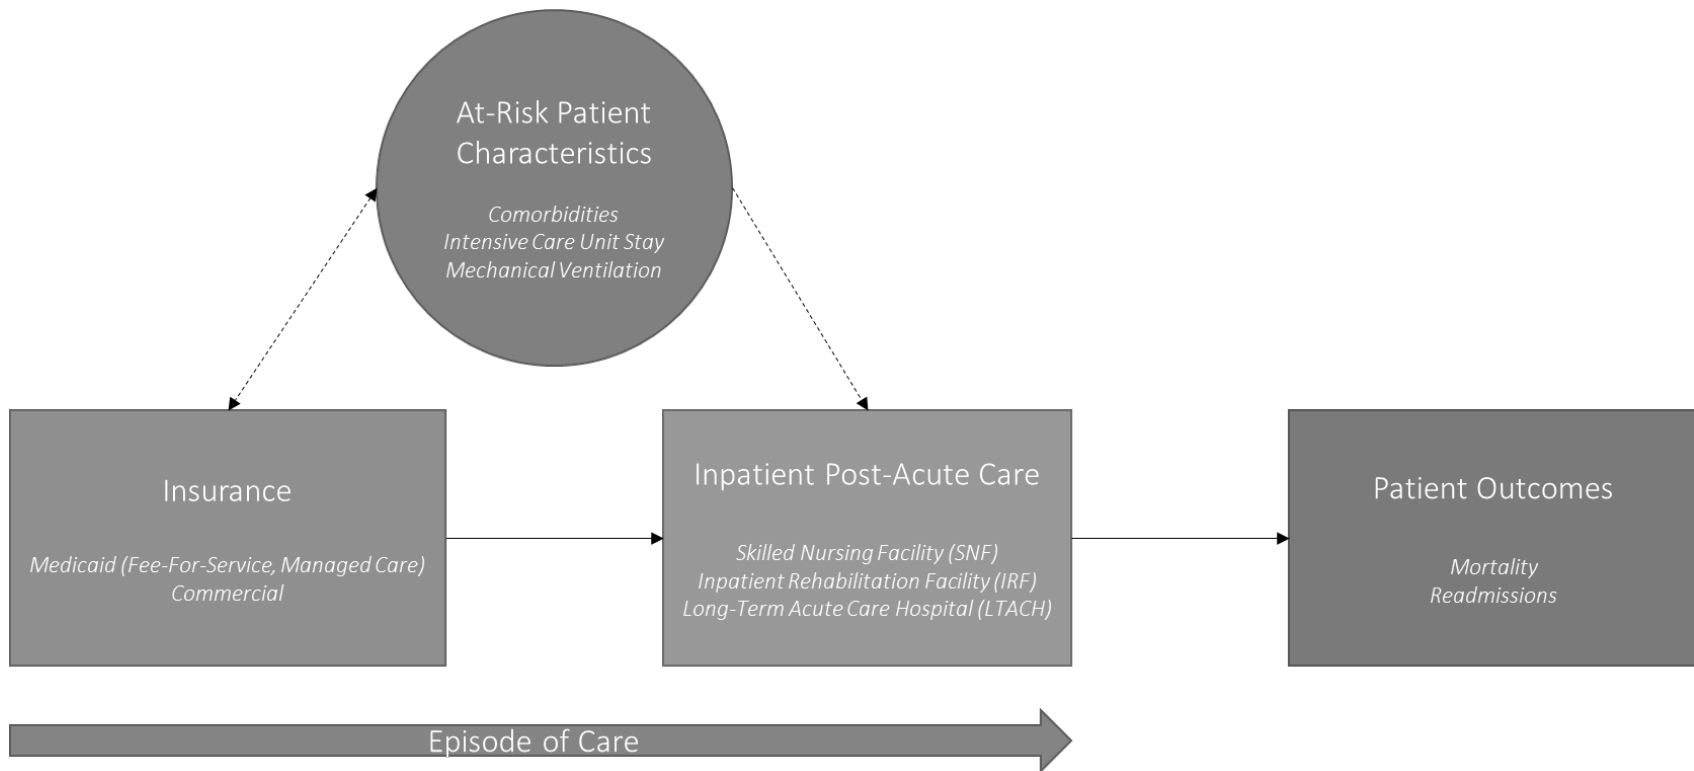 At-Risk Patient
Characteristics
Comorbidities
Intensive Care Unit Stay
Mechanical Ventilation
Insurance
Medicaid (Fee-For-Service, Managed Care)
Commercial
Inpatient Post-Acute Care
Skilled Nursing Facility (SNF)
Inpatient Rehabilitation Facility (IRF)
Long-Term Acute Care Hospital (LTACH)
Patient Outcomes
Mortality
Readmissions
Episode of Care